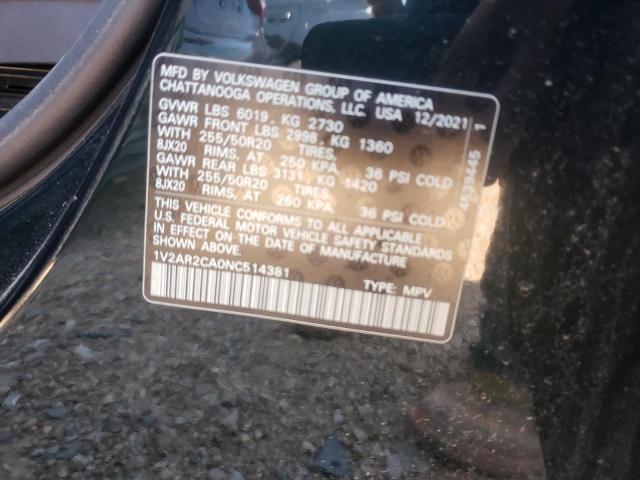 MFD BY VOLKSWAGEN GROUP OF AMERICA
CHATTANOOGA OPERATIONS, LLC. USA 12/2021
GVWR LBS 6019, KG 2730
GAWR FRONT LBS 2998, KG 1360
WITH 255/50R20 TIRES,
8JX20 RIMS, AT 250 KPA, 36 PSI COLD
GAWR REAR LBS 3131, KG 1420
WITH 255/50R20 TIRES,
8JX20 RIMS, AT 250 KPA, 36 PSI COLD
THIS VEHICLE CONFORMS TO ALL APPLICABLE
U.S. FEDERAL MOTOR VEHICLE SAFETY STANDARDS
IN EFFECT ON THE DATE OF MANUFACTURE
SHOWN ABOVE.
1V2AR2CA0NC514381 TYPE: MPV
4539445 1